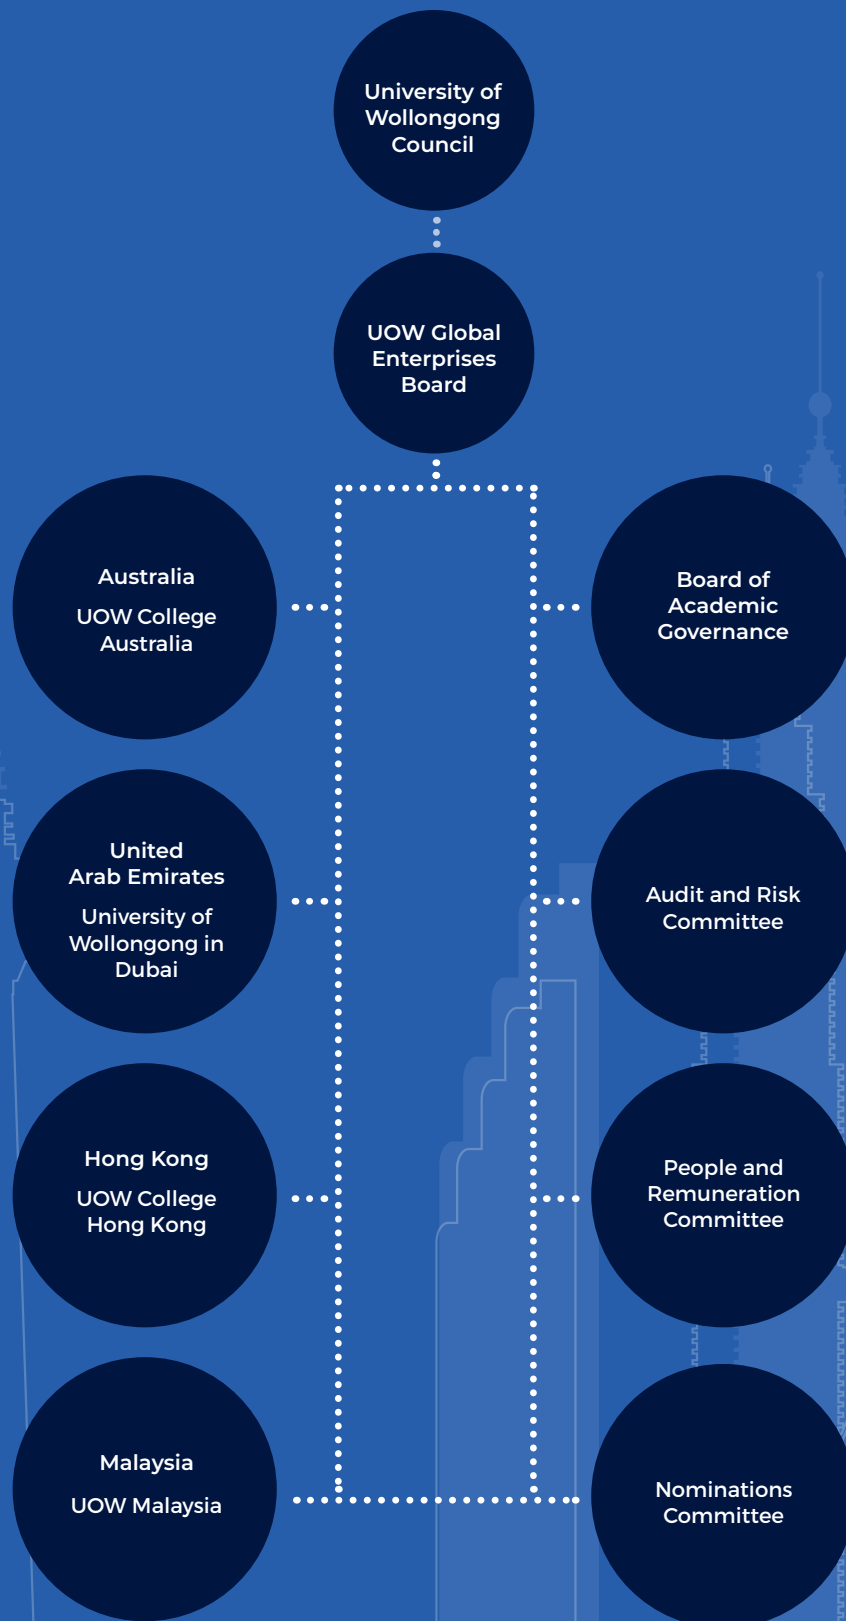 University of
Wollongong
Council
UOW Global
Enterprises
Board
Australia
UOW College
Australia
United
Arab Emirates
University of
Wollongong in
Dubai
Hong Kong
UOW College
Hong Kong
Malaysia
UOW Malaysia
Board of
Academic
Governance
Audit and Risk
Committee
People and
Remuneration
Committee
Nominations
Committee